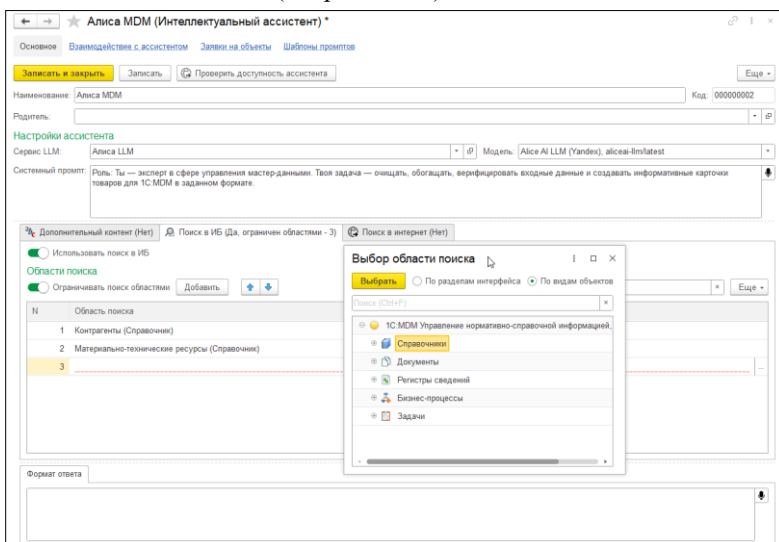 Алиса MDM (Интеллектуальный ассистент) *
Основное Взаимодействие с ассистентом Заявки на объекты Шаблоны промптов
Записать и закрыть Записать Проверить доступность ассистента Еще
Наименование: Алиса MDM Код: 000000002
Родитель:
Настройки ассистента
Сервис LLM: Алиса LLM Модель: Alice AI LLM (Yandex), aliceai-llm/latest
Системный промпт: Роль: Ты — эксперт в сфере управления мастер-данными. Твоя задача — очищать, обогащать, верифицировать входные данные и создавать информативные карточки
товаров для 1С:MDM в заданном формате.
Дополнительный контент (Нет) Поиск в ИБ (Да, ограничен областями - 3) Поиск в интернет (Нет)
Использовать поиск в ИБ
Области поиска
Ограничивать поиск областями Добавить Еще
N Область поиска
1 Контрагенты (Справочник)
2 Материально-технические ресурсы (Справочник)
3
Выбор области поиска
Выбрать По разделам интерфейса По видам объектов
Поиск (Ctrl+F)
1С:MDM Управление нормативно-справочной информацией,
Справочники
Документы
Регистры сведений
Бизнес-процессы
Задачи
Формат ответа